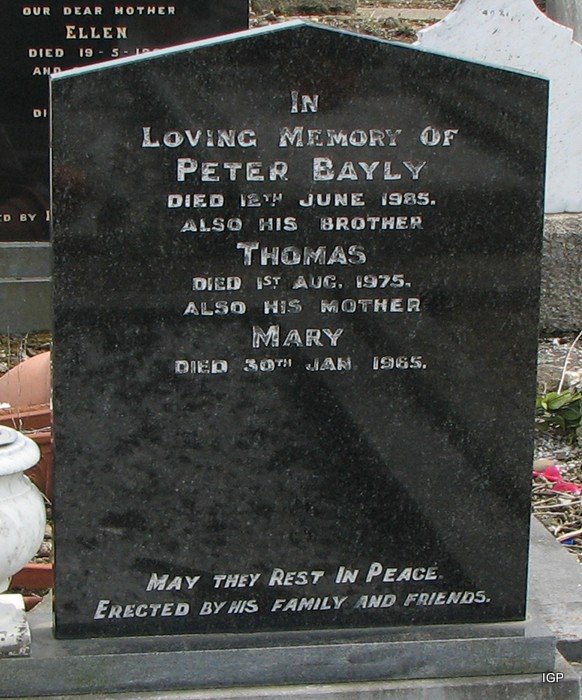 OUR DEAR MOTHER
ELLEN
DIED 19-5-
AND
IN
LOVING MEMORY OF
PETER BAYLY
DIED 12TH JUNE 1985.
ALSO HIS BROTHER
THOMAS
DIED 1ST AUG. 1975.
ALSO HIS MOTHER
MARY
DIED 30TH JAN 1965.
MAY THEY REST IN PEACE.
ERECTED BY HIS FAMILY AND FRIENDS.
IGP